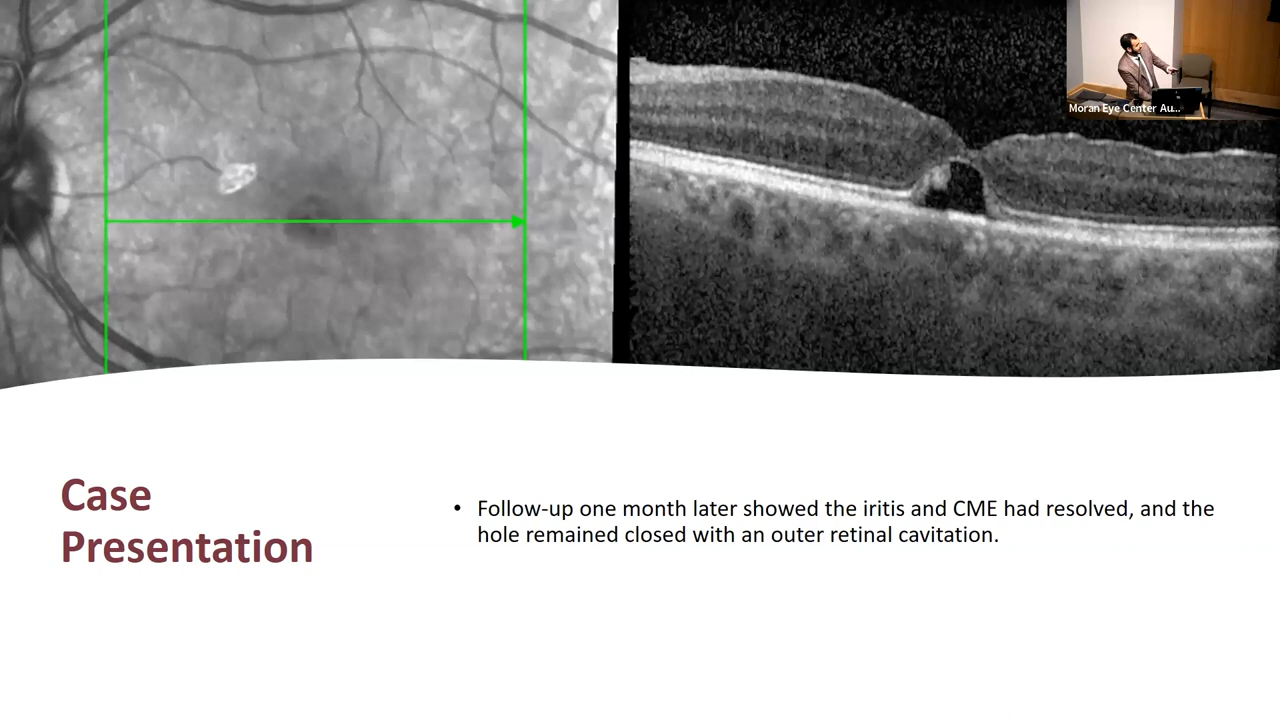 Moran Eye Center Au...
Case
Presentation
• Follow-up one month later showed the iritis and CME had resolved, and the
hole remained closed with an outer retinal cavitation.